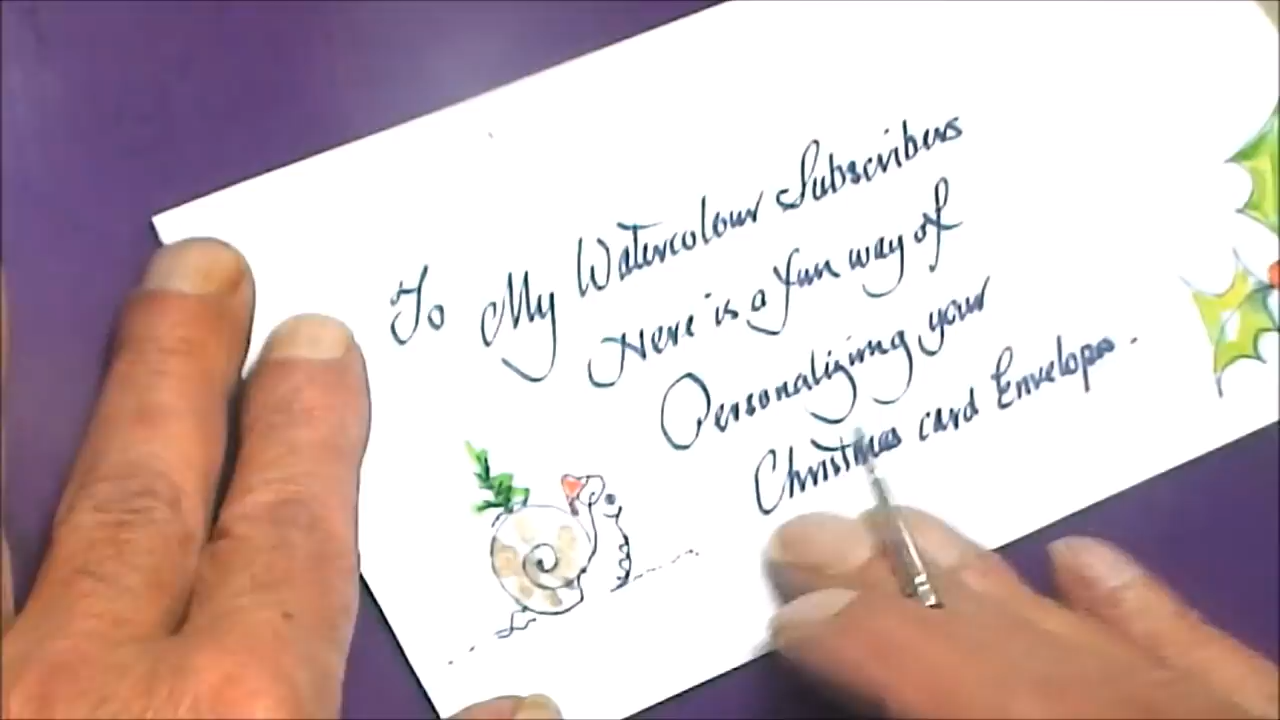 To My Watercolour Subscribers
Here is a fun way of
Personalizing your
Christmas card Envelopes.